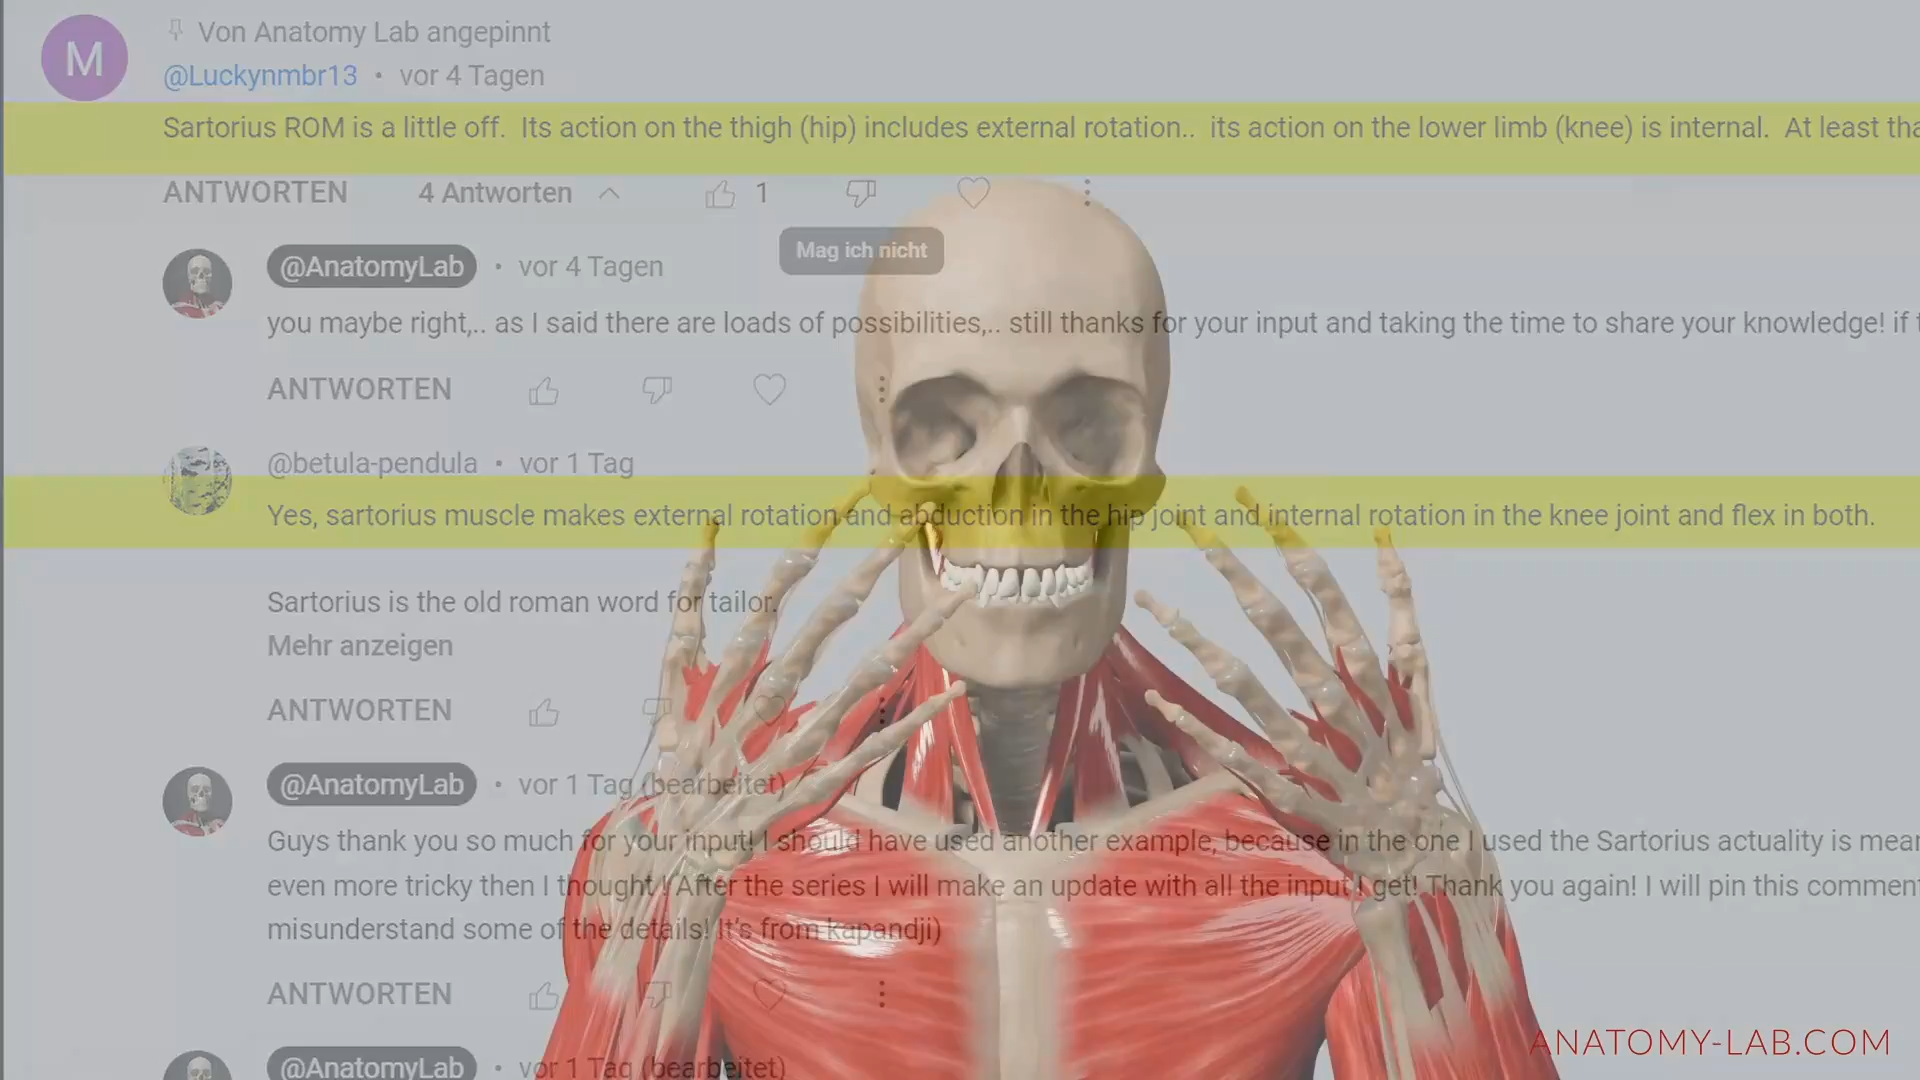 M
Von Anatomy Lab angepinnt
@Luckynmbr13 • vor 4 Tagen
Sartorius ROM is a little off. Its action on the thigh (hip) includes external rotation.. its action on the lower limb (knee) is internal. At least tha
ANTWORTEN 4 Antworten 1
Mag ich nicht
@AnatomyLab • vor 4 Tagen
you maybe right,.. as I said there are loads of possibilities,.. still thanks for your input and taking the time to share your knowledge! if
ANTWORTEN
@betula-pendula • vor 1 Tag
Yes, sartorius muscle makes external rotation and abduction in the hip joint and internal rotation in the knee joint and flex in both.
Sartorius is the old roman word for tailor.
Mehr anzeigen
ANTWORTEN
@AnatomyLab • vor 1 Tag (bearbeitet)
Guys thank you so much for your input! I should have used another example, because in the one I used the Sartorius actuality is mea
even more tricky then I thought! After the series I will make an update with all the input I get! Thank you again! I will pin this comment
misunderstand some of the details! It's from kapandji)
ANTWORTEN
@AnatomyLab • vor 1 Tag (bearbeitet)
ANATOMY-LAB.COM